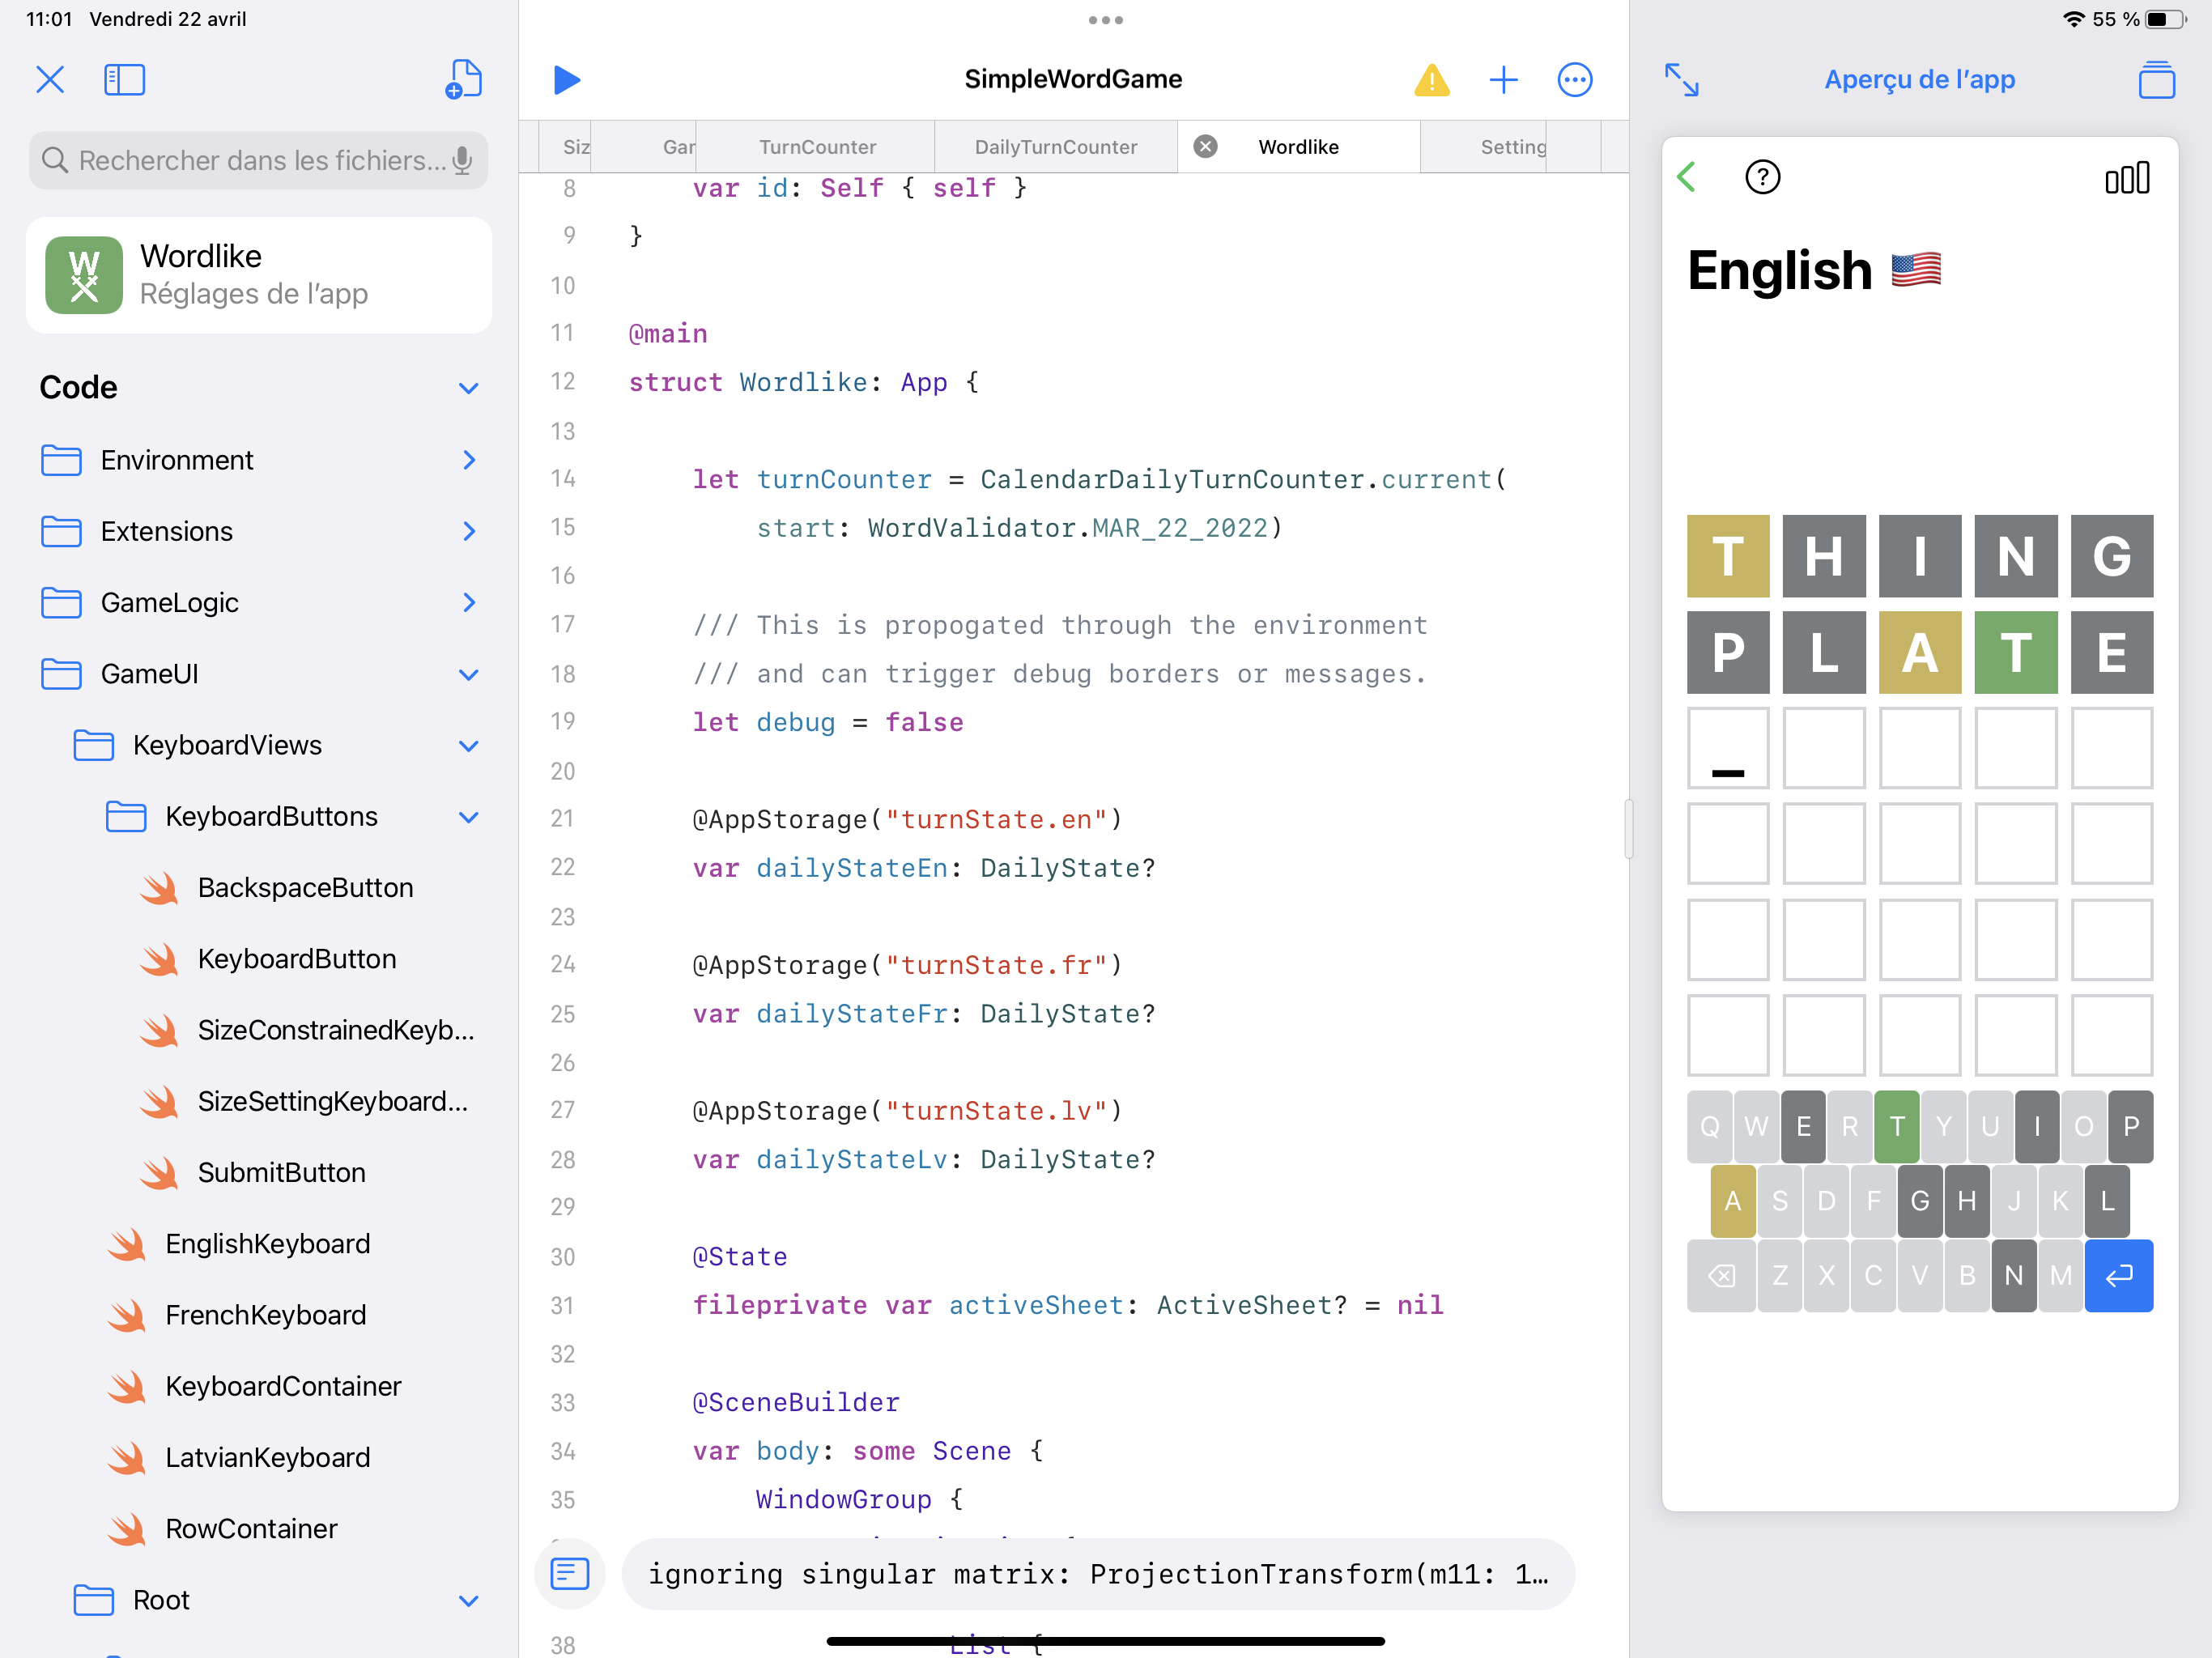 11:01 Vendredi 22 avril
55 %
SimpleWordGame
Aperçu de l’app
Rechercher dans les fichiers...
Wordlike
Réglages de l’app
Code
Environment
Extensions
GameLogic
GameUI
KeyboardViews
KeyboardButtons
BackspaceButton
KeyboardButton
SizeConstrainedKeyb...
SizeSettingKeyboard...
SubmitButton
EnglishKeyboard
FrenchKeyboard
KeyboardContainer
LatvianKeyboard
RowContainer
Root
Siz Gar TurnCounter DailyTurnCounter Wordlike Setting
8 var id: Self { self }
9 }
10
11 @main
12 struct Wordlike: App {
13
14 let turnCounter = CalendarDailyTurnCounter.current(
15 start: WordValidator.MAR_22_2022)
16
17 /// This is propogated through the environment
18 /// and can trigger debug borders or messages.
19 let debug = false
20
21 @AppStorage("turnState.en")
22 var dailyStateEn: DailyState?
23
24 @AppStorage("turnState.fr")
25 var dailyStateFr: DailyState?
26
27 @AppStorage("turnState.lv")
28 var dailyStateLv: DailyState?
29
30 @State
31 fileprivate var activeSheet: ActiveSheet? = nil
32
33 @SceneBuilder
34 var body: some Scene {
35 WindowGroup {
ignoring singular matrix: ProjectionTransform(m11: 1…
38 List {
?
English 🇺🇸
T H I N G
P L A T E
_
Q W E R T Y U I O P
A S D F G H J K L
Z X C V B N M